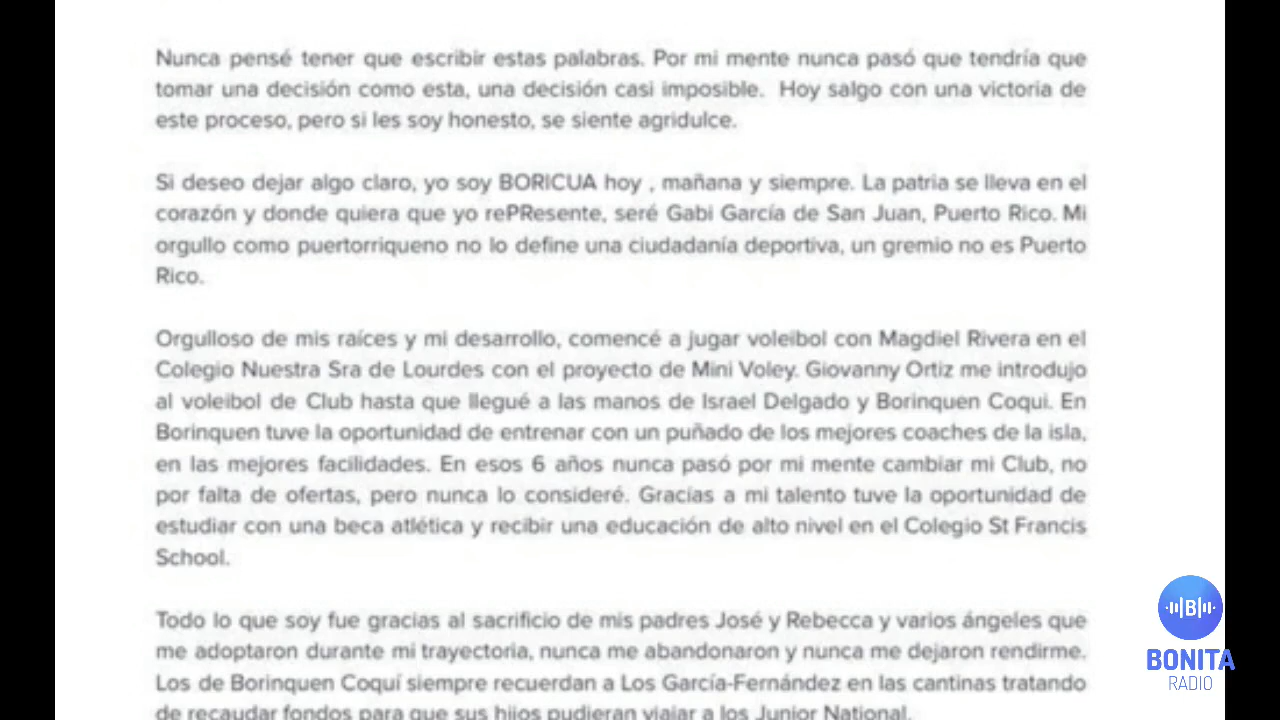 Nunca pensé tener que escribir estas palabras. Por mi mente nunca pasó que tendría que
tomar una decisión como esta, una decisión casi imposible. Hoy salgo con una victoria de
este proceso, pero si les soy honesto, se siente agridulce.
Si deseo dejar algo claro, yo soy BORICUA hoy , mañana y siempre. La patria se lleva en el
corazón y donde quiera que yo rePResente, seré Gabi García de San Juan, Puerto Rico. Mi
orgullo como puertorriqueno no lo define una ciudadanía deportiva, un gremio no es Puerto
Rico.
Orgulloso de mis raíces y mi desarrollo, comencé a jugar voleibol con Magdiel Rivera en el
Colegio Nuestra Sra de Lourdes con el proyecto de Mini Voley. Giovanny Ortiz me introdujo
al voleibol de Club hasta que llegué a las manos de Israel Delgado y Borinquen Coqui. En
Borinquen tuve la oportunidad de entrenar con un puñado de los mejores coaches de la isla,
en las mejores facilidades. En esos 6 años nunca pasó por mi mente cambiar mi Club, no
por falta de ofertas, pero nunca lo consideré. Gracias a mi talento tuve la oportunidad de
estudiar con una beca atlética y recibir una educación de alto nivel en el Colegio St Francis
School.
Todo lo que soy fue gracias al sacrificio de mis padres José y Rebecca y varios ángeles que
me adoptaron durante mi trayectoria, nunca me abandonaron y nunca me dejaron rendirme.
Los de Borinquen Coquí siempre recuerdan a Los García-Fernández en las cantinas tratando
de recaudar fondos para que sus hijos pudieran viajar a los Junior National.
B
BONITA
RADIO